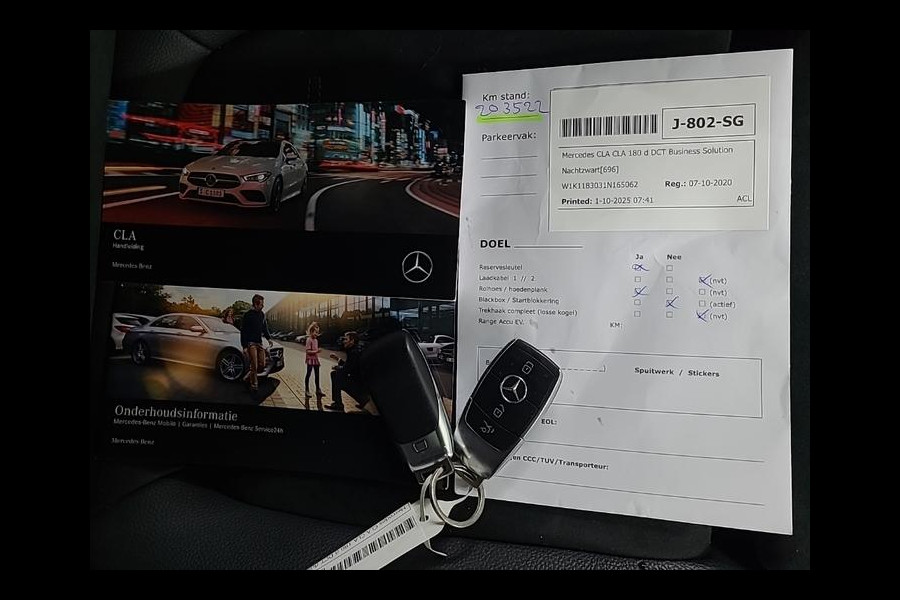 CLA
Handleiding
Mercedes-Benz
Onderhoudsinformatie
Mercedes-Benz Mobilo | Garanties | Mercedes-Benz Service24h
Mercedes-Benz
Km stand:
203522
Parkeervak:
J-802-SG
Mercedes CLA CLA 180 d DCT Business Solution
Nachtzwart[696]
W1K1183031N165062 Reg.: 07-10-2020
Printed: 1-10-2025 07:41 ACL
DOEL
Ja Nee
Reservesleutel
Laadkabel :1 // 2 (nvt)
Rolhoes / hoedenplank (nvt)
Blackbox / Startblokkering (actief)
Trekhaak compleet (losse kogel) (nvt)
Range Accu EV. KM:
Spuitwerk / Stickers
EOL:
en CCC/TUV/Transporteur: